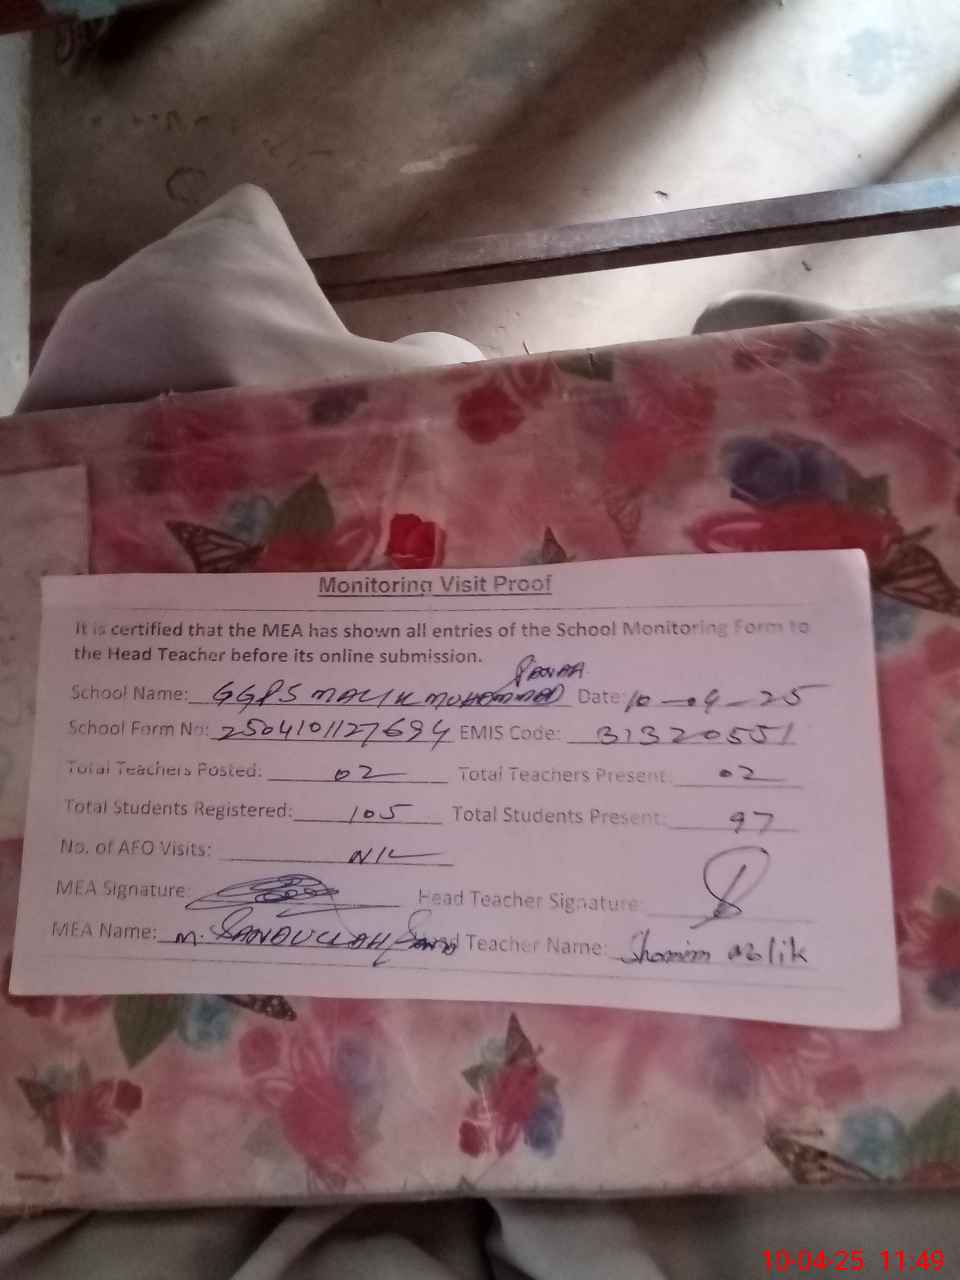 Monitoring Visit Proof
It is certified that the MEA has shown all entries of the School Monitoring Form to
the Head Teacher before its online submission.
School Name: GGPS MALIK MUHAMMAD Date: 10-04-25
School Form No: 2504101127694 EMIS Code: 31320551
Total Teachers Posted: 02 Total Teachers Present: 02
Total Students Registered: 105 Total Students Present: 97
No. of AEO Visits: NIL
MEA Signature: Head Teacher Signature:
MEA Name: M. SANAULLAH Head Teacher Name: Shamim Malik
10-04-25 11:49